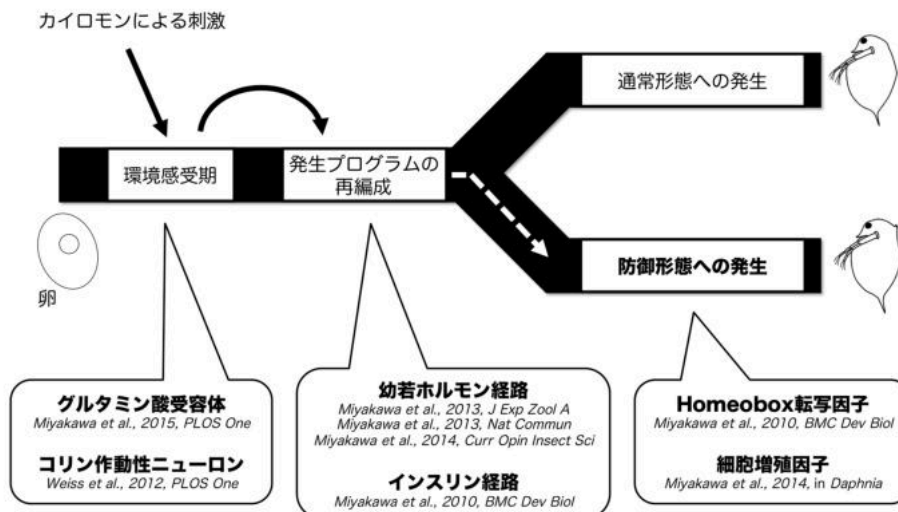 カイロモンによる刺激
通常形態への発生
環境感受期
発生プログラムの
再編成
防御形態への発生
卵
グルタミン酸受容体
Miyakawa et al., 2015, PLOS One
コリン作動性ニューロン
Weiss et al., 2012, PLOS One
幼若ホルモン経路
Miyakawa et al., 2013, J Exp Zool A
Miyakawa et al., 2013, Nat Commun
Miyakawa et al., 2014, Curr Opin Insect Sci
インスリン経路
Miyakawa et al., 2010, BMC Dev Biol
Homeobox転写因子
Miyakawa et al., 2010, BMC Dev Biol
細胞増殖因子
Miyakawa et al., 2014, in Daphnia